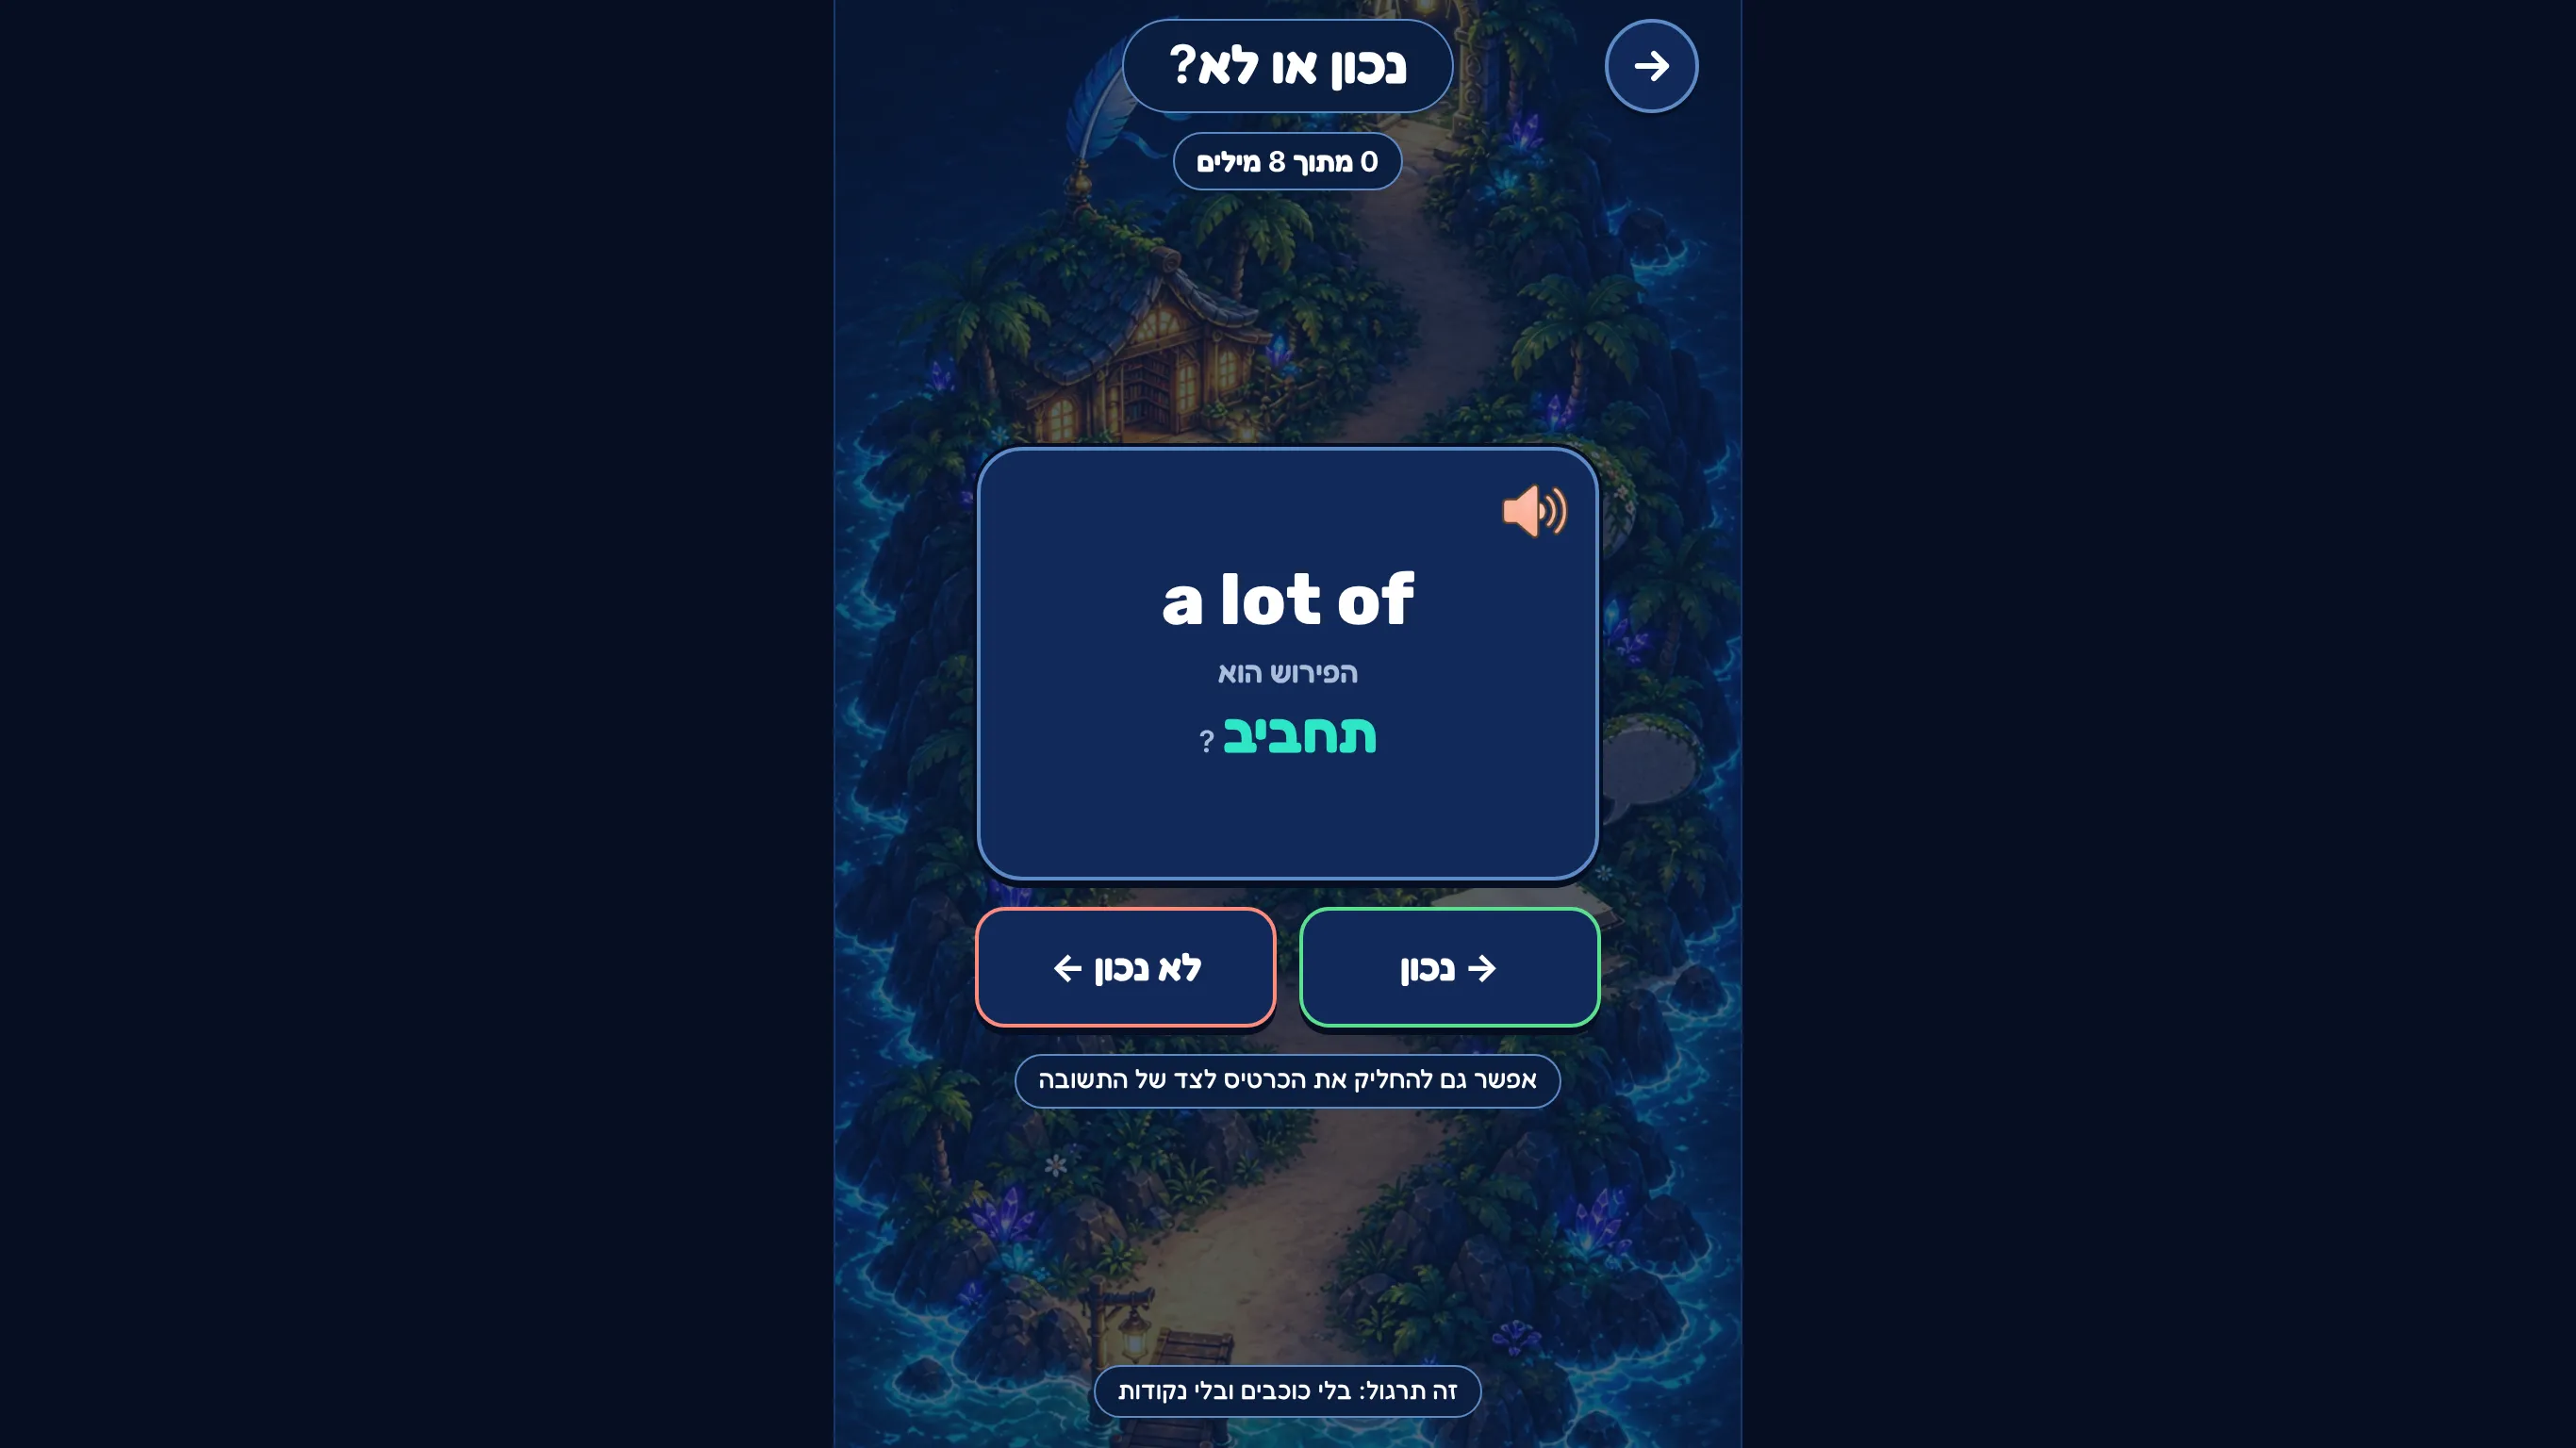 נכון או לא?
0 מתוך 8 מילים
a lot of
הפירוש הוא
תחביב ?
→ נכון
לא נכון ←
אפשר גם להחליק את הכרטיס לצד של התשובה
זה תרגול: בלי כוכבים ובלי נקודות